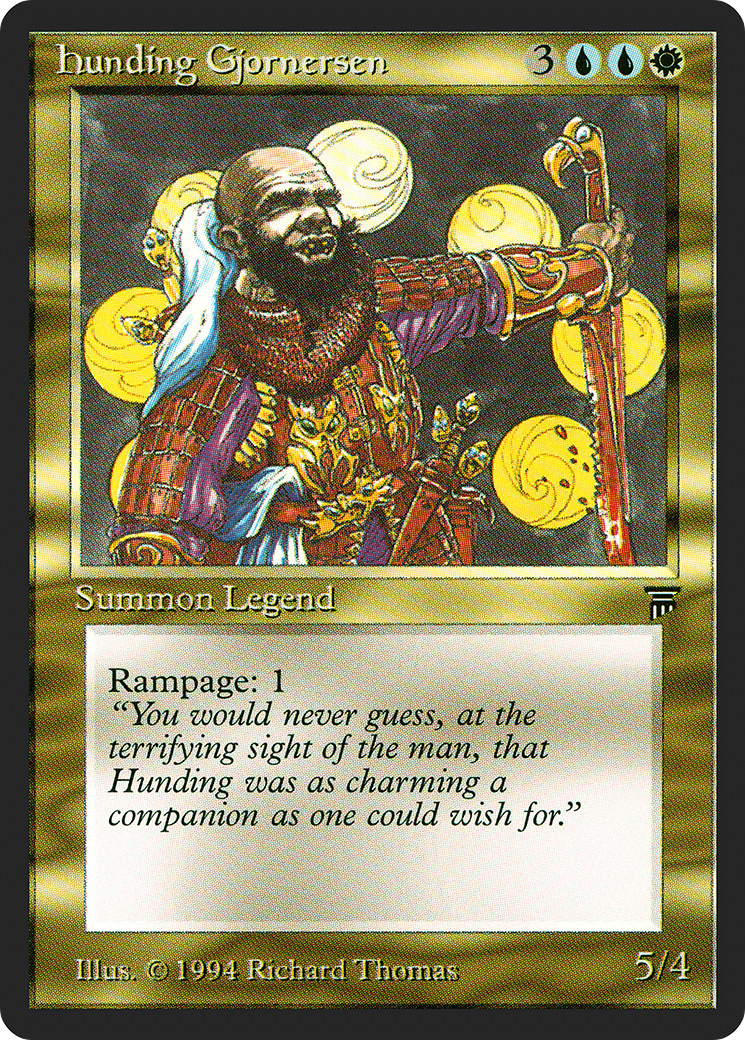 Hunding Gjornersen 3
Summon Legend
Rampage: 1
“You would never guess, at the
terrifying sight of the man, that
Hunding was as charming a
companion as one could wish for.”
Illus. © 1994 Richard Thomas 5/4